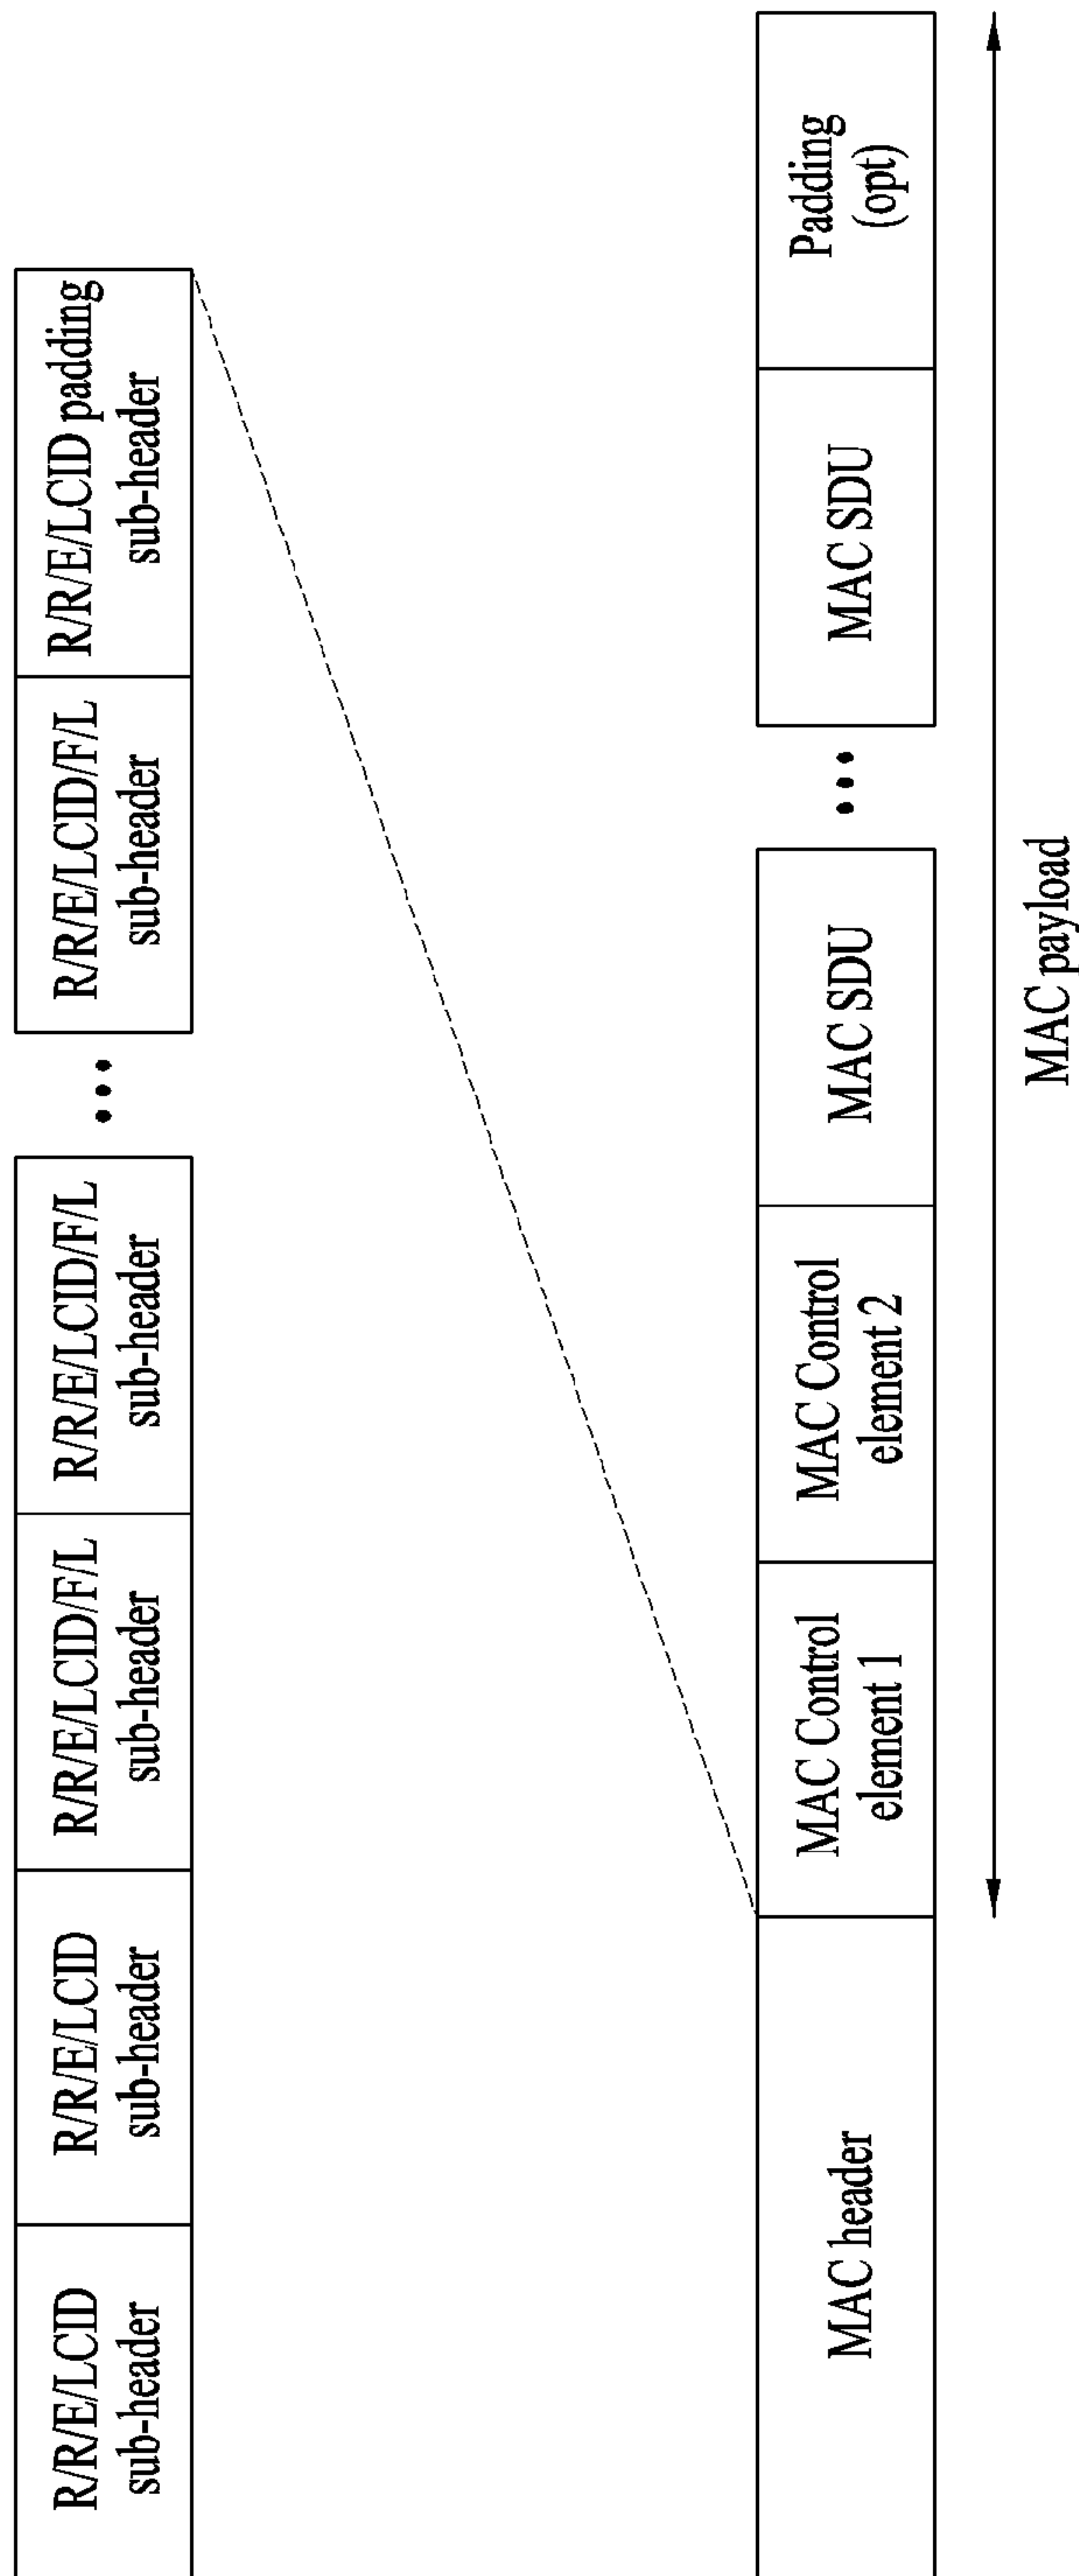 R/R/E/LCID
sub-header
R/R/E/LCID
sub-header
R/R/E/LCID/F/L
sub-header
R/R/E/LCID/F/L
sub-header
...
R/R/E/LCID/F/L
sub-header
R/R/E/LCID padding
sub-header
MAC header
MAC Control
element 1
MAC Control
element 2
MAC SDU
...
MAC SDU
Padding
(opt)
MAC payload